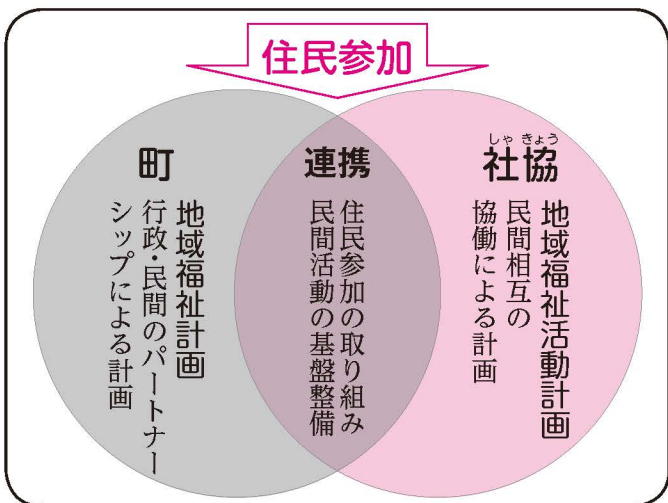 住民参加
町
地域福祉計画
行政・民間のパートナー
シップによる計画
連携
住民参加の取り組み
民間活動の基盤整備
しゃきょう
社協
地域福祉活動計画
民間相互の
協働による計画